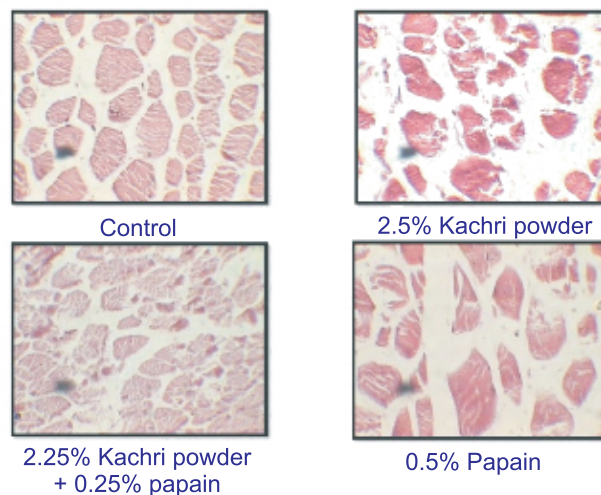 Control
2.5% Kachri powder
2.25% Kachri powder
+ 0.25% papain
0.5% Papain